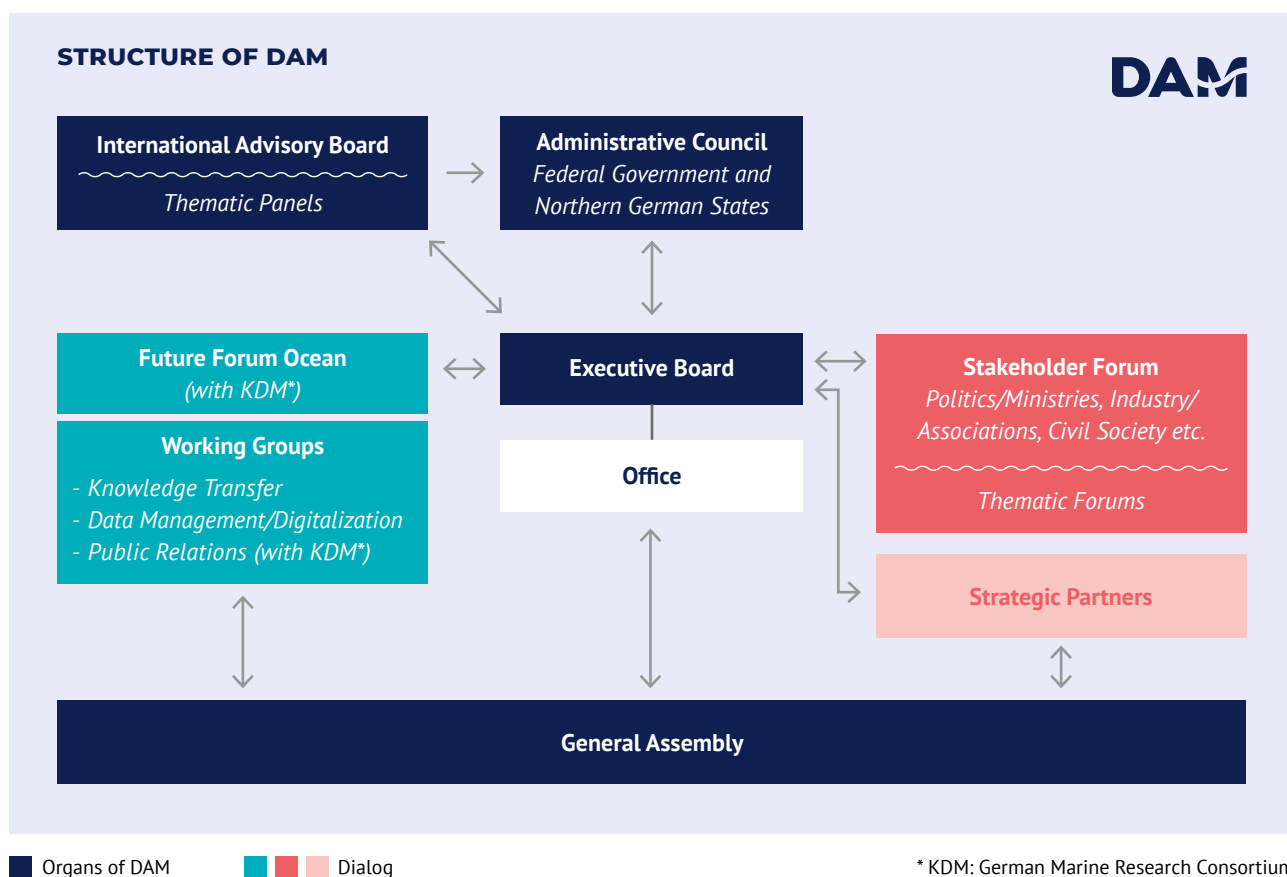 STRUCTURE OF DAM
DAM
International Advisory Board
Thematic Panels
Administrative Council
Federal Government and
Northern German States
Future Forum Ocean
(with KDM*)
Executive Board
Stakeholder Forum
Politics/Ministries, Industry/
Associations, Civil Society etc.
Thematic Forums
Working Groups
- Knowledge Transfer
- Data Management/Digitalization
- Public Relations (with KDM*)
Office
Strategic Partners
General Assembly
Organs of DAM
Dialog
* KDM: German Marine Research Consortiun